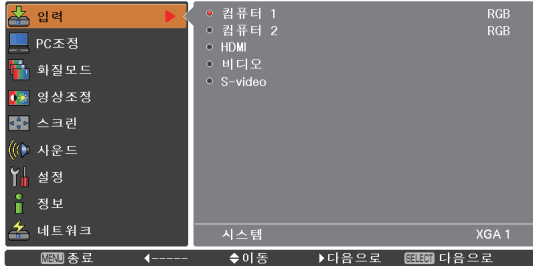 입력
PC조정
화질모드
영상조정
스크린
사운드
설정
정보
네트워크
컴퓨터 1 RGB
컴퓨터 2 RGB
HDMI
비디오
S-video
시스템 XGA 1
MENU 종료 ◀----- ◆이동 ▶다음으로 SELECT 다음으로